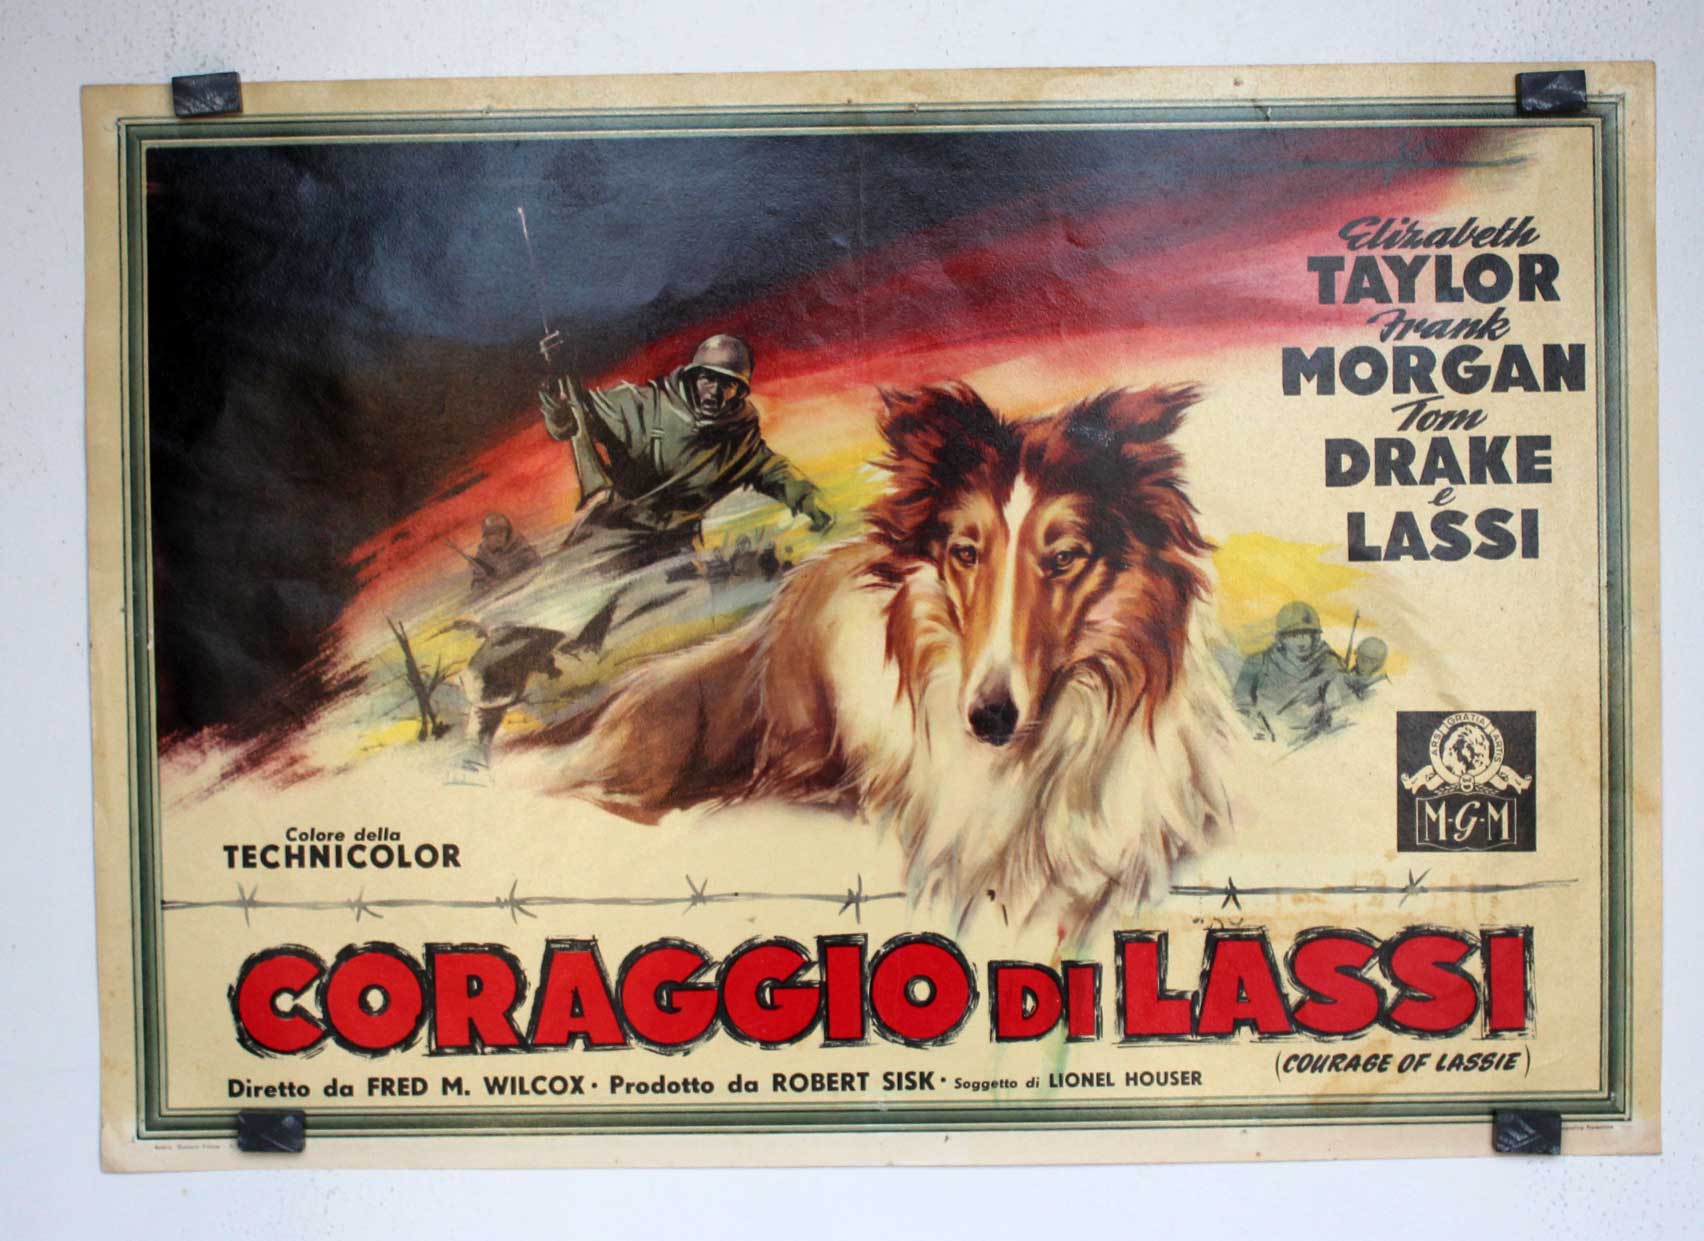 Elizabeth
TAYLOR
Frank
MORGAN
Tom
DRAKE
e
LASSI
ARS GRATIA ARTIS
M-G-M
Colore della
TECHNICOLOR
CORAGGIO DI LASSI
(COURAGE OF LASSIE)
Diretto da FRED M. WILCOX · Prodotto da ROBERT SISK · Soggetto di LIONEL HOUSER